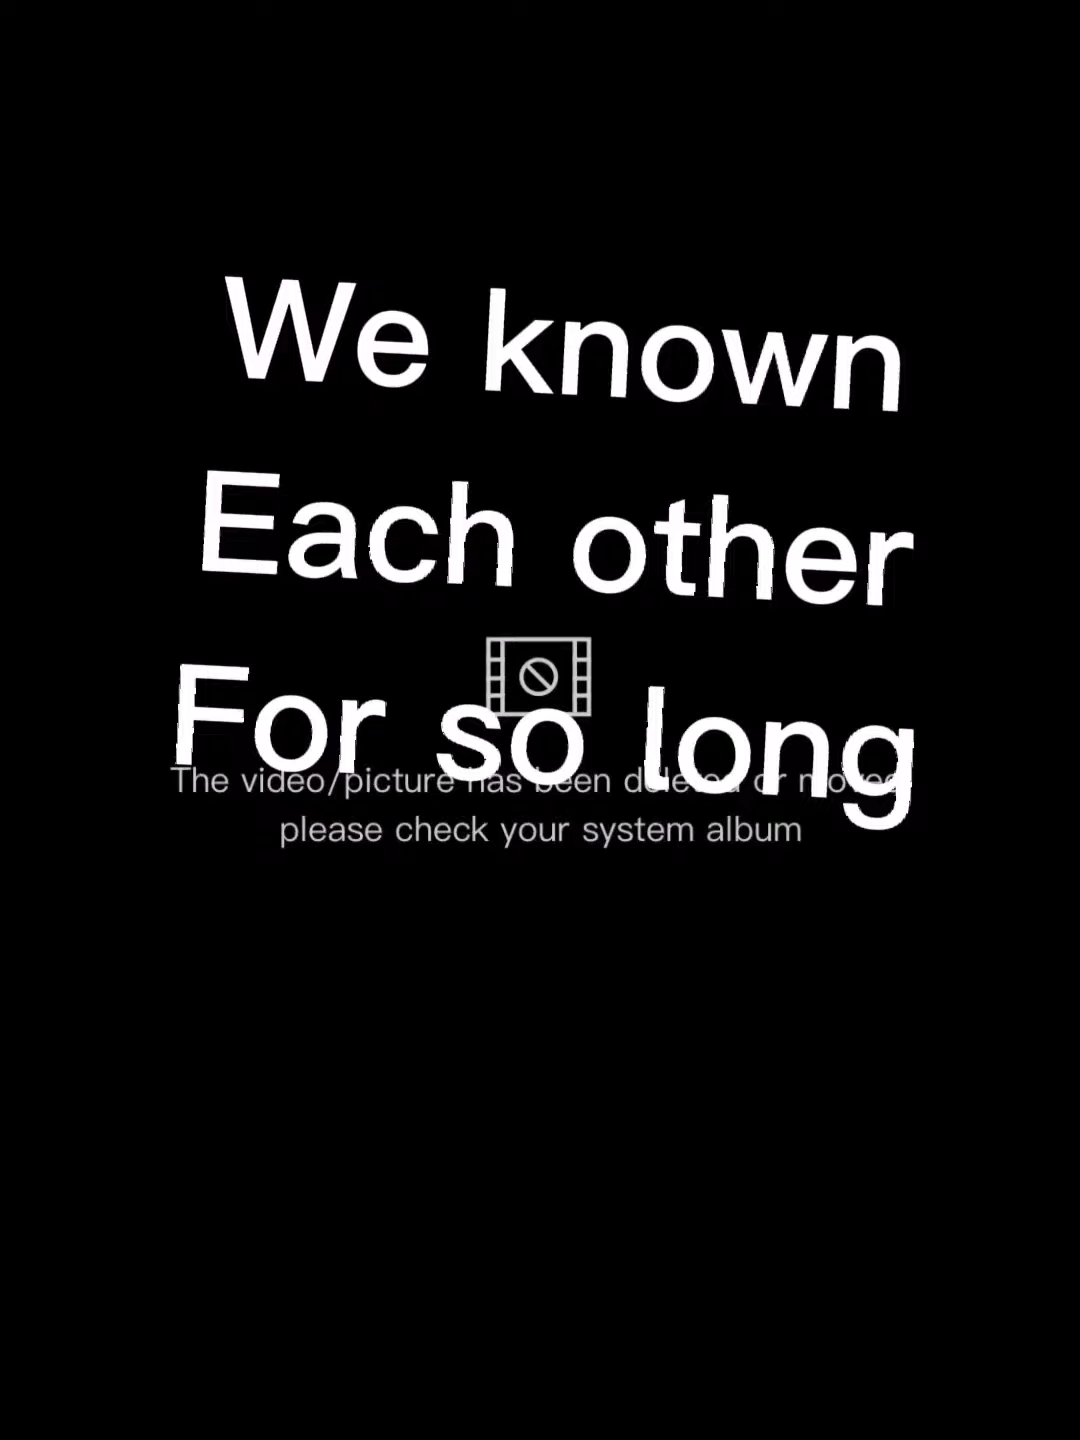 We known
Each other
For so long
The video/picture has been deleted or moved
please check your system album